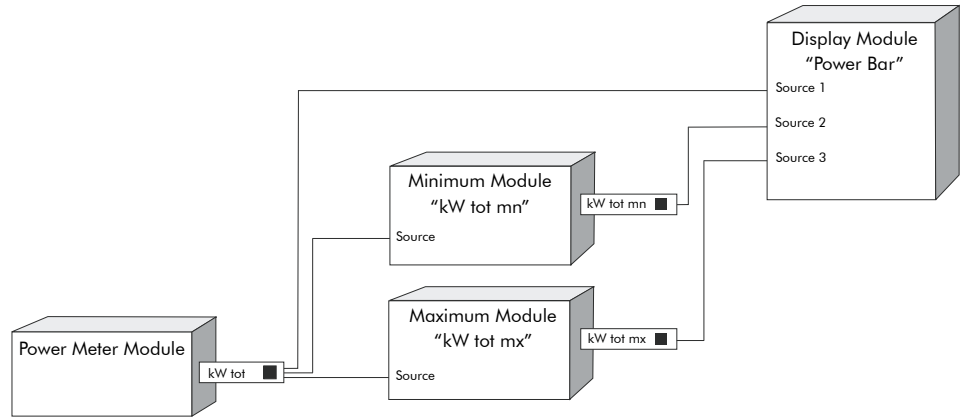 Display Module
“Power Bar”
Source 1
Source 2
Source 3
Minimum Module
“kW tot mn”
Source
kW tot mn
Maximum Module
“kW tot mx”
Source
kW tot mx
Power Meter Module
kW tot